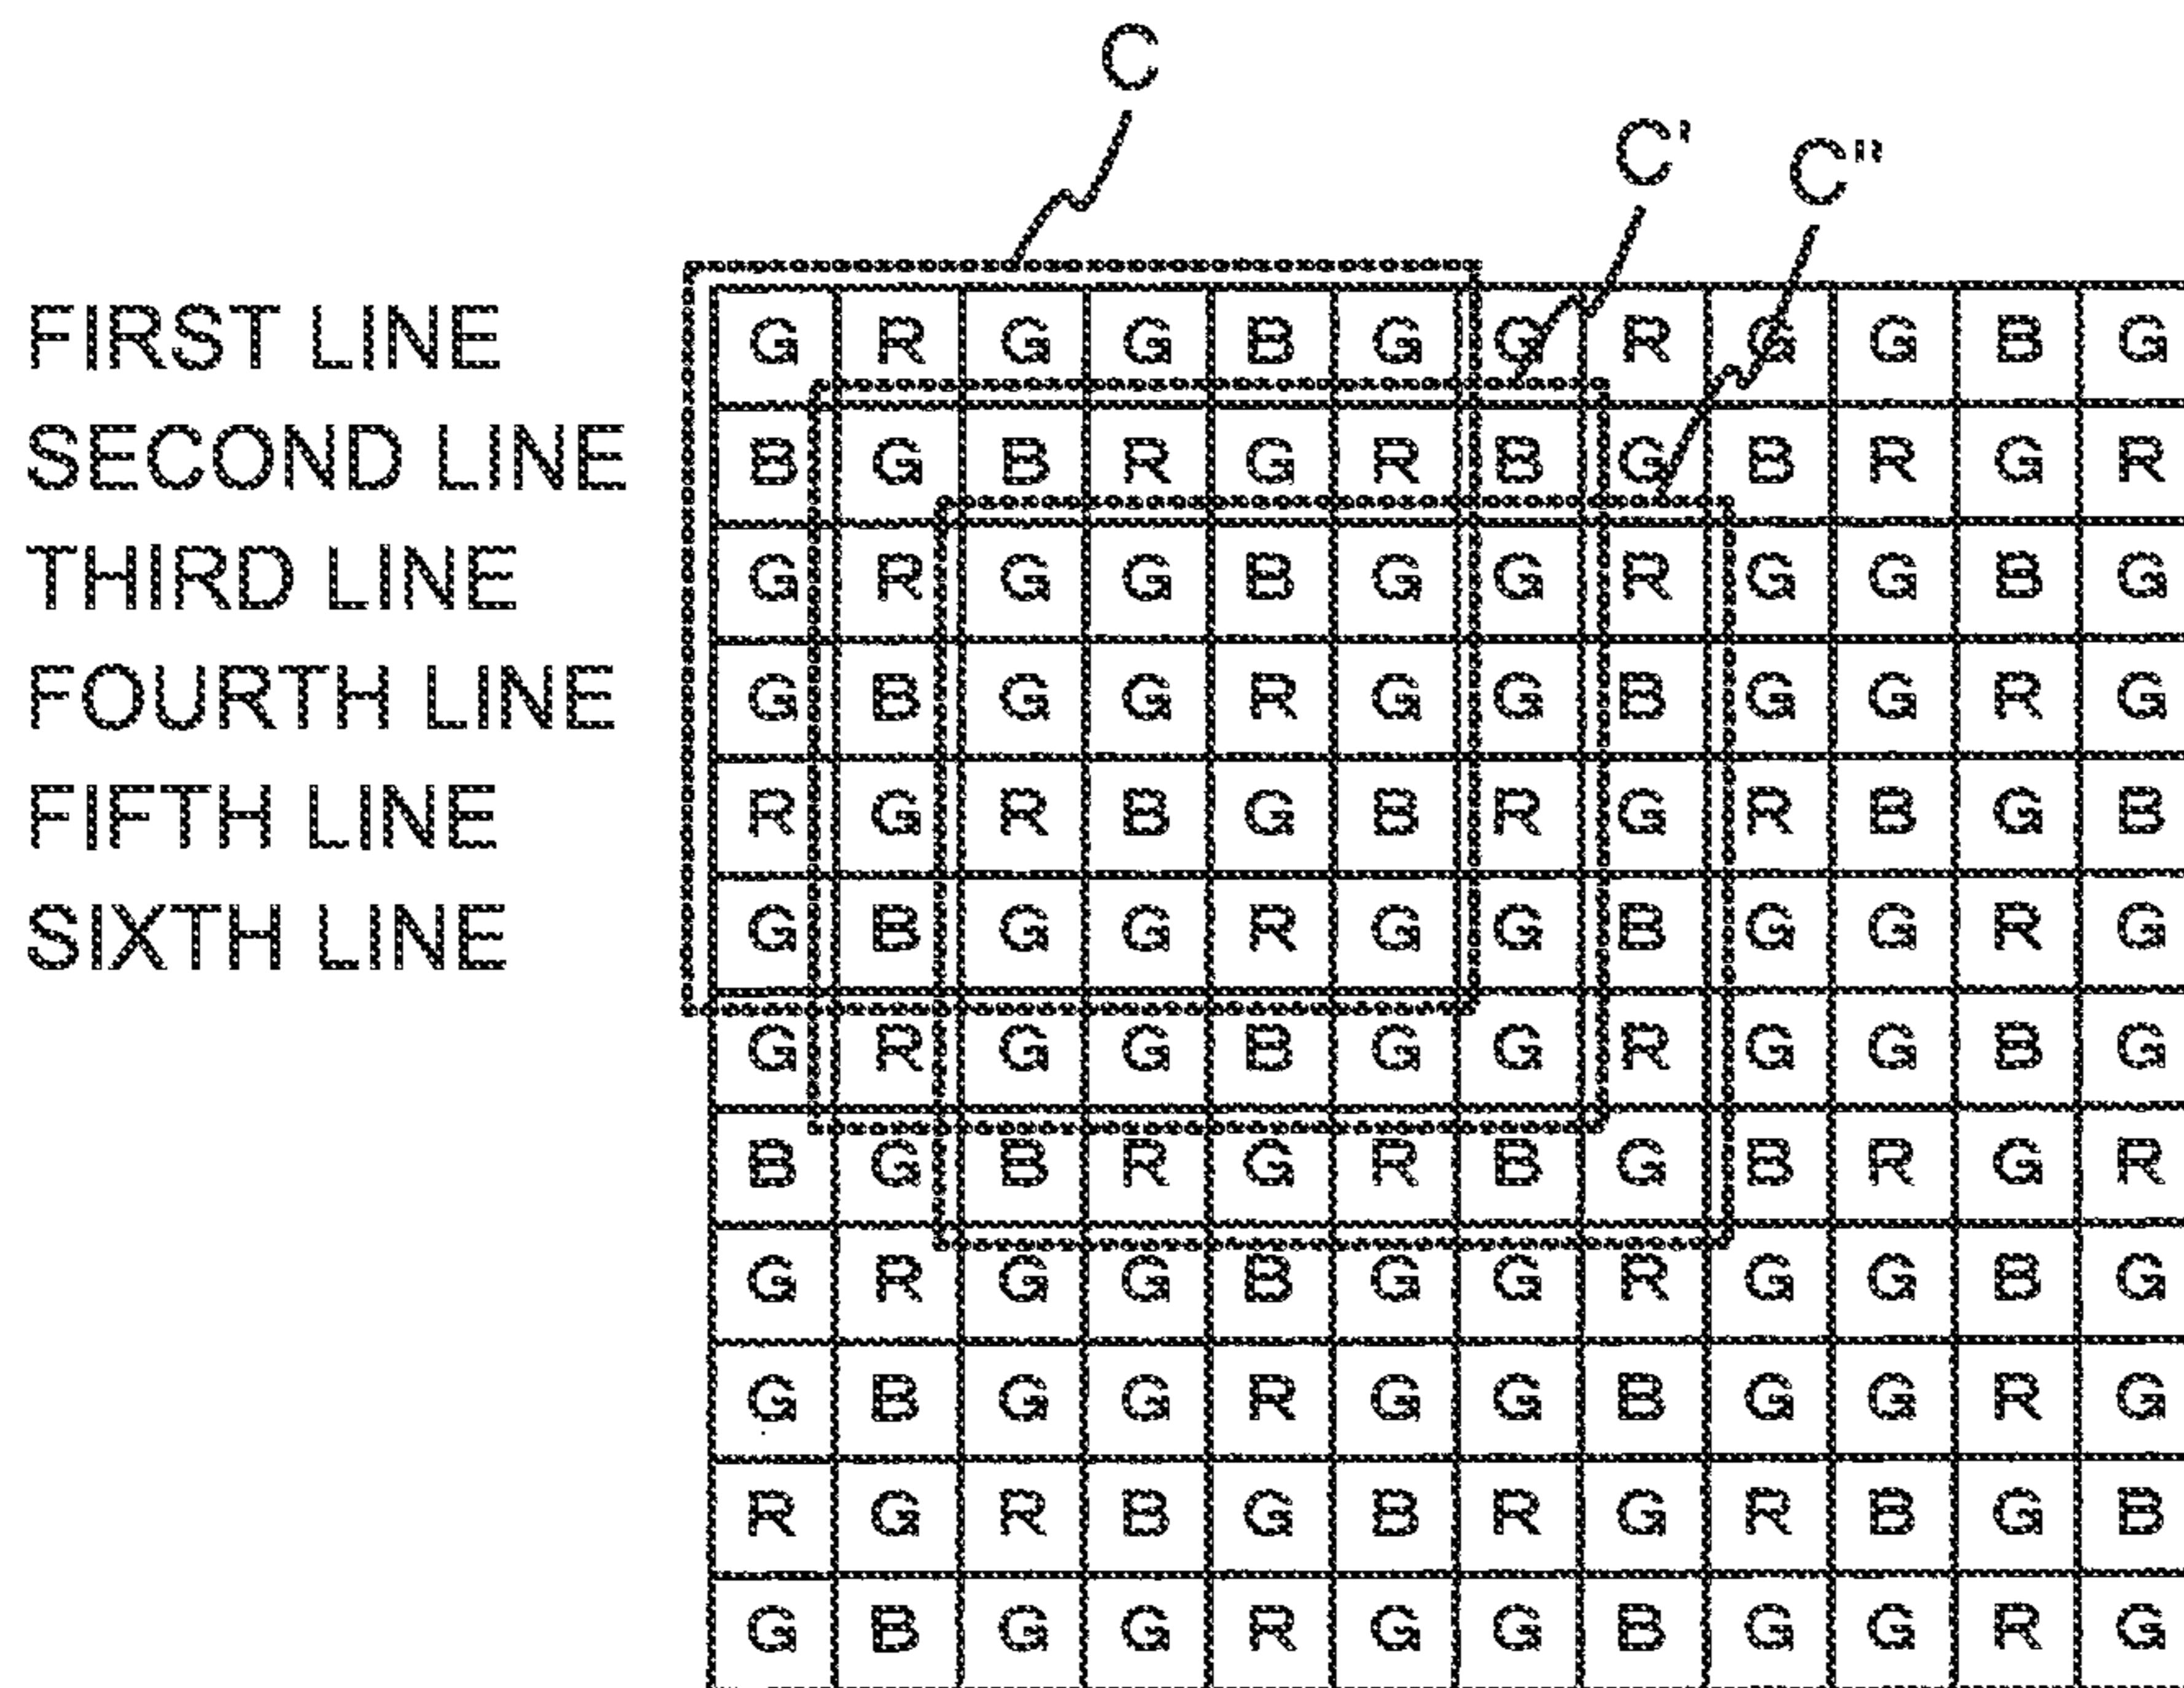 C
C'
C"
FIRST LINE G R G G B G G R G G B G
SECOND LINE B G B R G R B G B R G R
THIRD LINE G R G G B G G R G G B G
FOURTH LINE G B G G R G G B G G R G
FIFTH LINE R G R B G B R G R B G B
SIXTH LINE G B G G R G G B G G R G
G R G G B G G R G G B G
B G B R G R B G B R G R
G R G G B G G R G G B G
G B G G R G G B G G R G
R G R B G B R G R B G B
G B G G R G G B G G R G